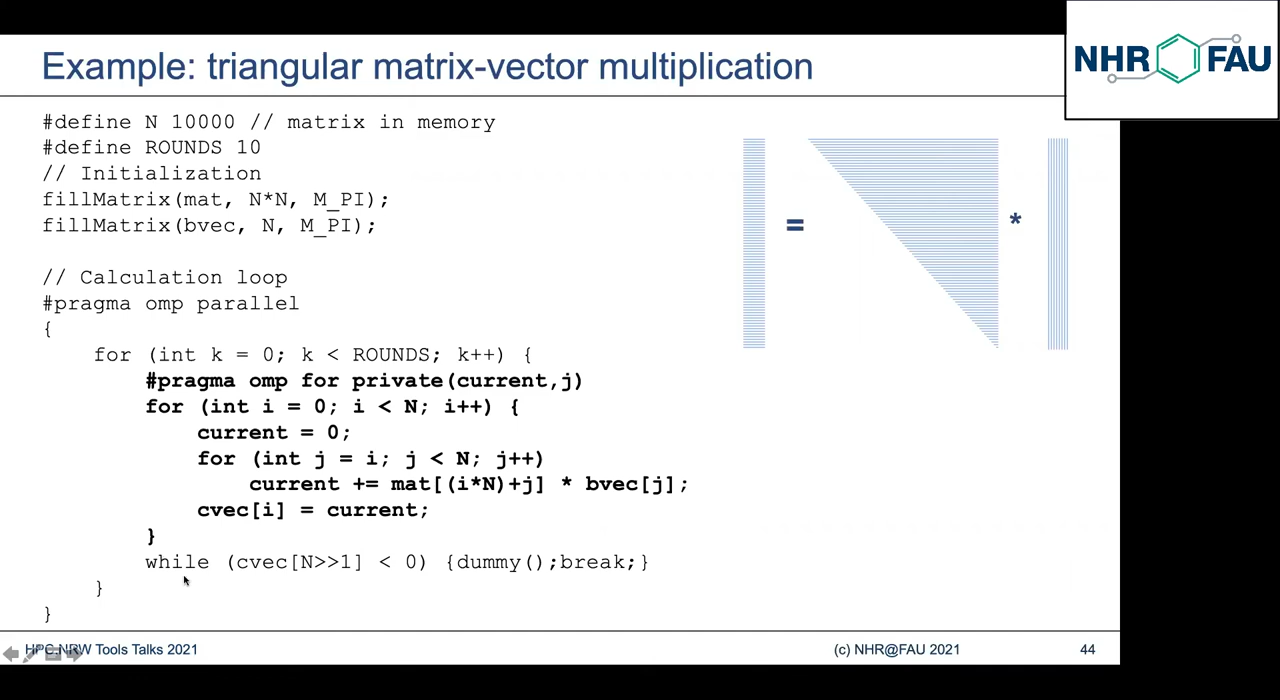 NHR FAU
Example: triangular matrix-vector multiplication
#define N 10000 // matrix in memory
#define ROUNDS 10
// Initialization
fillMatrix(mat, N*N, M_PI);
fillMatrix(bvec, N, M_PI);
// Calculation loop
#pragma omp parallel
{
for (int k = 0; k < ROUNDS; k++) {
#pragma omp for private(current,j)
for (int i = 0; i < N; i++) {
current = 0;
for (int j = i; j < N; j++)
current += mat[(i*N)+j] * bvec[j];
cvec[i] = current;
}
while (cvec[N>>1] < 0) {dummy();break;}
}
}
= *
HPC.NRW Tools Talks 2021
(c) NHR@FAU 2021
44